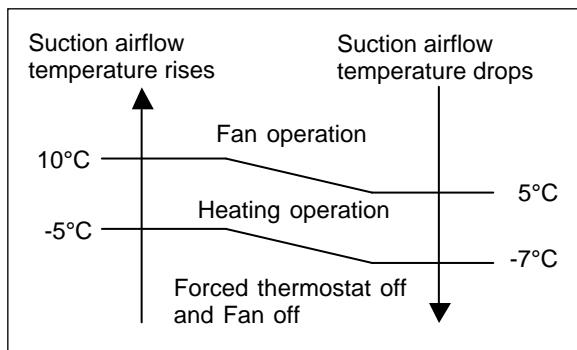 Suction airflow
temperature rises
Suction airflow
temperature drops
Fan operation
10°C
5°C
Heating operation
-5°C
-7°C
Forced thermostat off
and Fan off